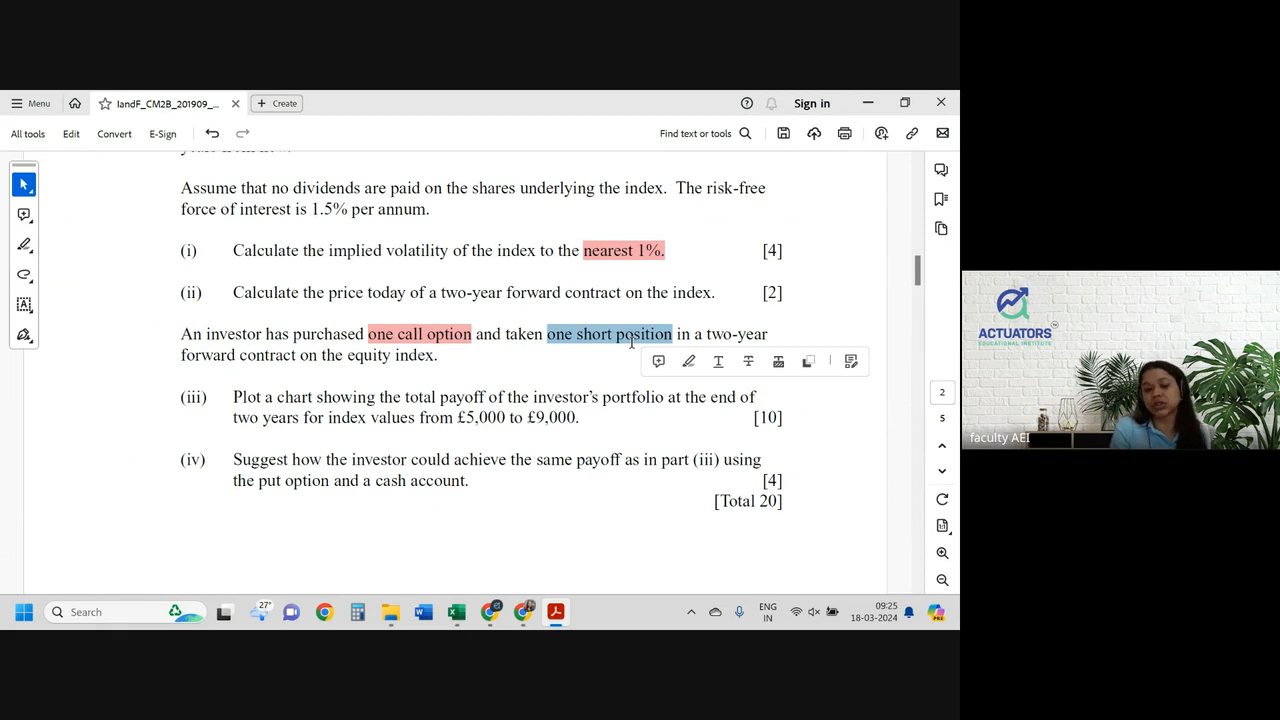 Menu
IandF_CM2B_201909_...
Create
Sign in
All tools
Edit
Convert
E-Sign
Find text or tools
Assume that no dividends are paid on the shares underlying the index. The risk-free
force of interest is 1.5% per annum.
(i) Calculate the implied volatility of the index to the nearest 1%. [4]
(ii) Calculate the price today of a two-year forward contract on the index. [2]
An investor has purchased one call option and taken one short position in a two-year
forward contract on the equity index.
(iii) Plot a chart showing the total payoff of the investor's portfolio at the end of
two years for index values from £5,000 to £9,000. [10]
(iv) Suggest how the investor could achieve the same payoff as in part (iii) using
the put option and a cash account. [4]
[Total 20]
2
5
ACTUATORS
EDUCATIONAL INSTITUTE
faculty AEI
Search
27°
ENG
IN
09:25
18-03-2024
PRE